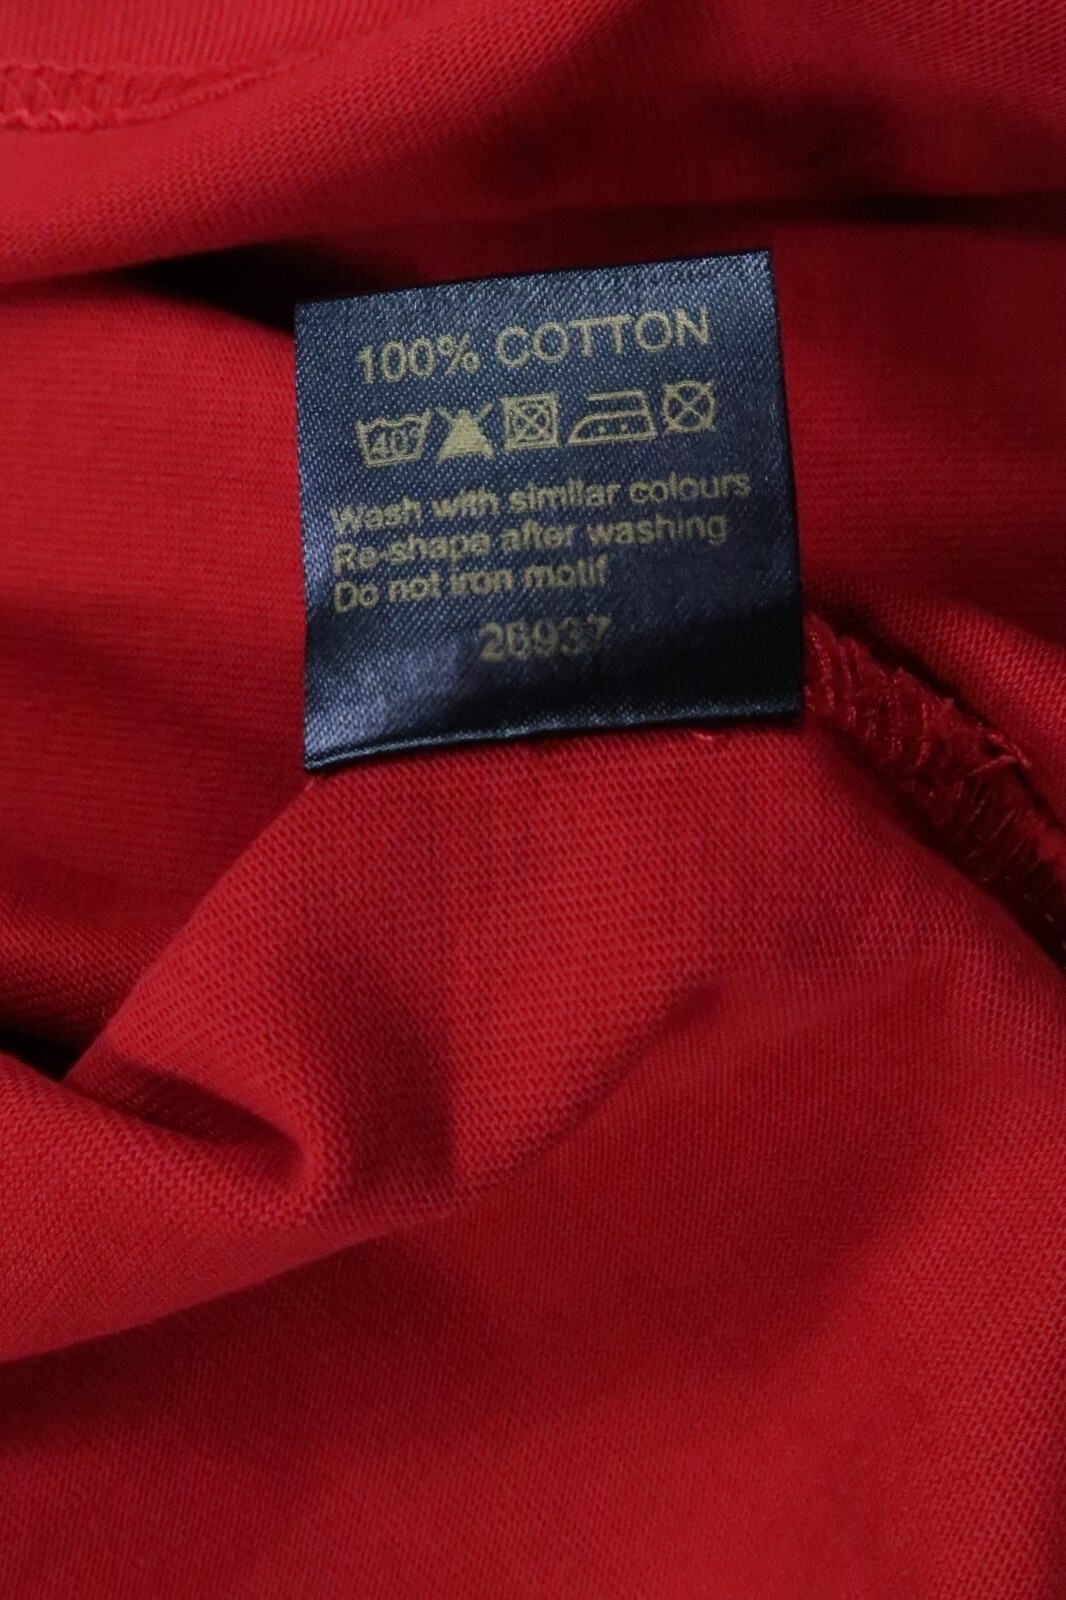 100% COTTON
40°
Wash with similar colours
Re-shape after washing
Do not iron motif
26937